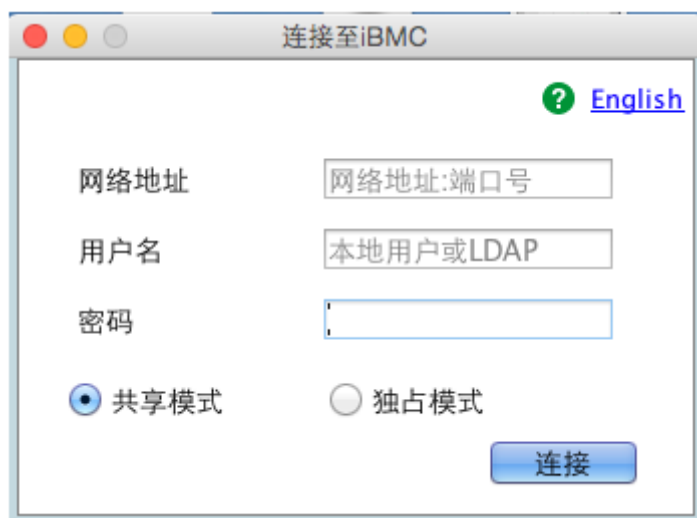 连接至iBMC
? English
网络地址 网络地址:端口号
用户名 本地用户或LDAP
密码
共享模式 独占模式
连接